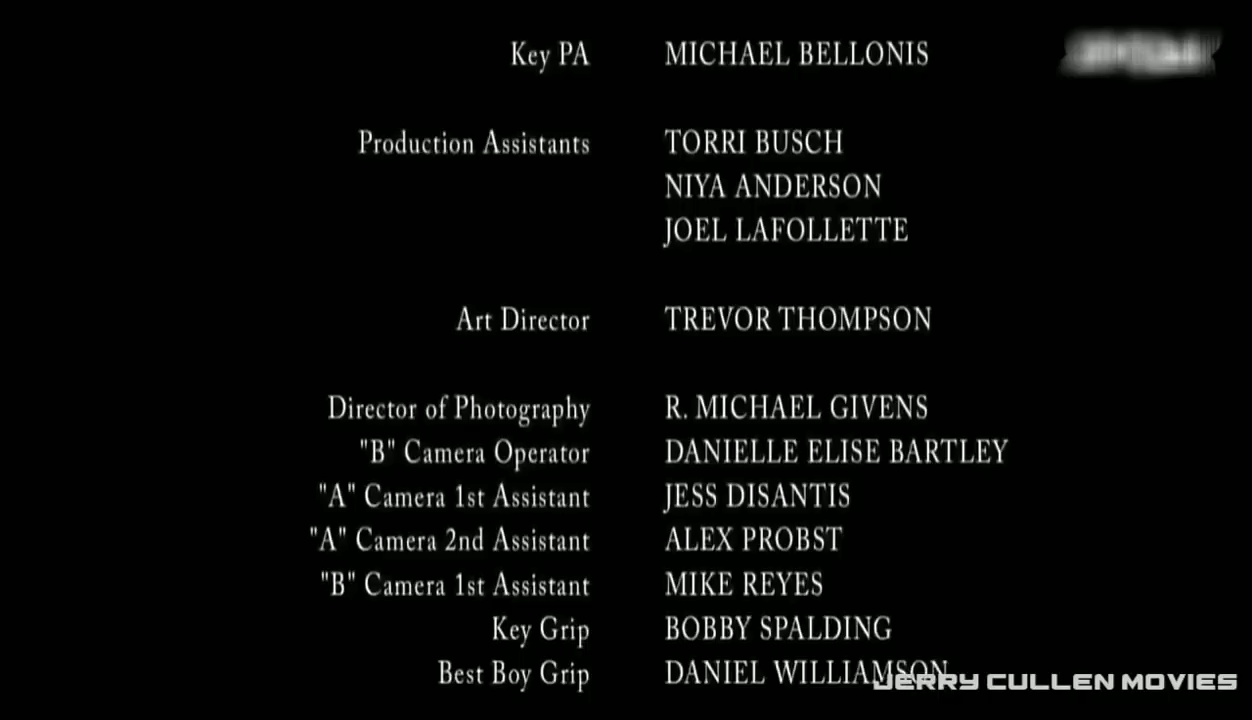 Key PA MICHAEL BELLONIS
Production Assistants TORRI BUSCH
NIYA ANDERSON
JOEL LAFOLLETTE
Art Director TREVOR THOMPSON
Director of Photography R. MICHAEL GIVENS
"B" Camera Operator DANIELLE ELISE BARTLEY
"A" Camera 1st Assistant JESS DISANTIS
"A" Camera 2nd Assistant ALEX PROBST
"B" Camera 1st Assistant MIKE REYES
Key Grip BOBBY SPALDING
Best Boy Grip DANIEL WILLIAMSON
JERRY CULLEN MOVIES